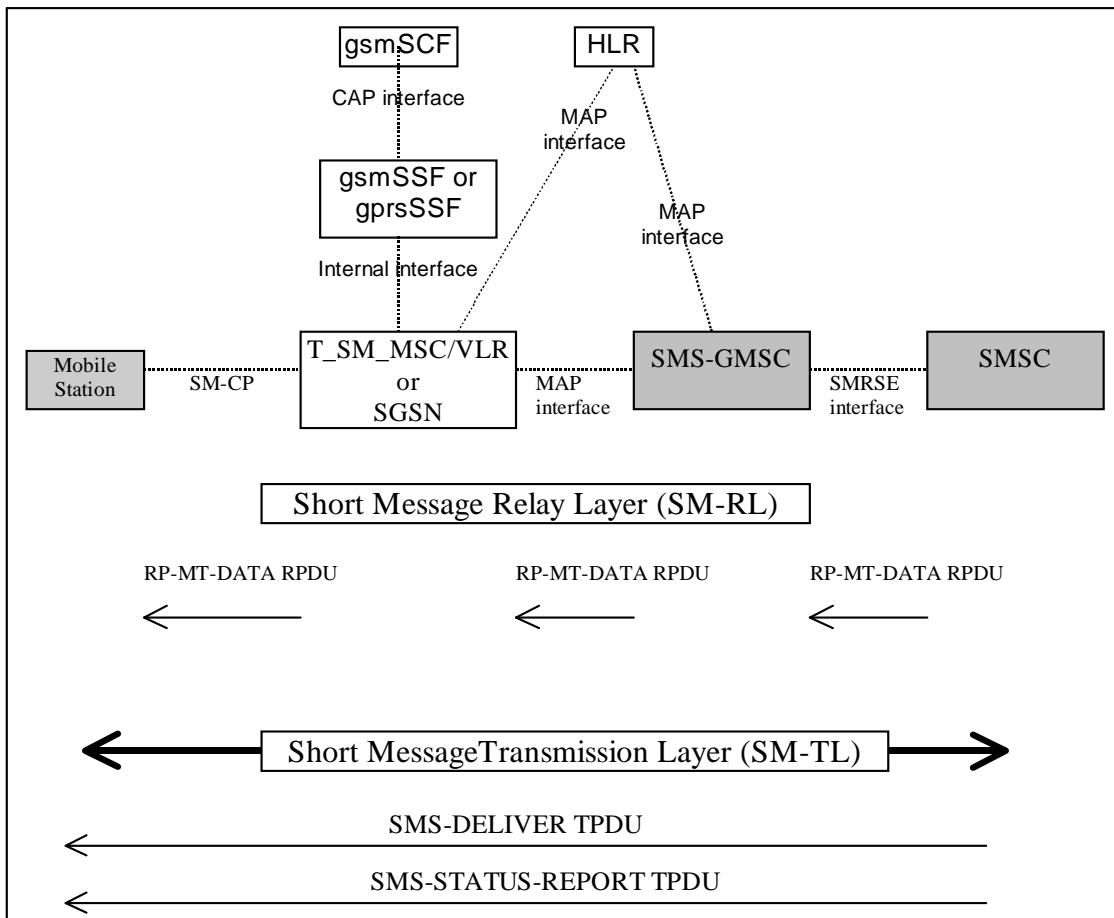 gsmSCF
HLR
CAP interface
MAP
interface
gsmSSF or
gprsSSF
MAP
interface
Internal Interface
Mobile
Station
SM-CP
T_SM_MSC/VLR
or
SGSN
MAP
interface
SMS-GMSC
SMRSE
interface
SMSC
Short Message Relay Layer (SM-RL)
RP-MT-DATA RPDU
RP-MT-DATA RPDU
RP-MT-DATA RPDU
Short MessageTransmission Layer (SM-TL)
SMS-DELIVER TPDU
SMS-STATUS-REPORT TPDU